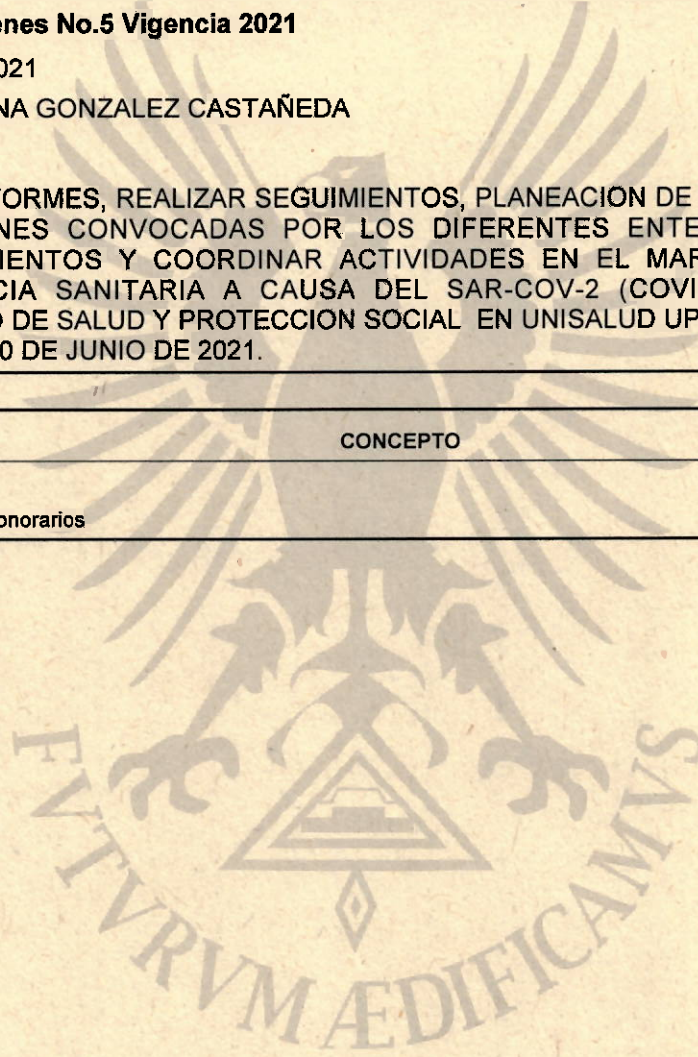 enes No.5 Vigencia 2021
021
NA GONZALEZ CASTAÑEDA
FORMES, REALIZAR SEGUIMIENTOS, PLANEACION DE
NES CONVOCADAS POR LOS DIFERENTES ENTE
MIENTOS Y COORDINAR ACTIVIDADES EN EL MAR
CIA SANITARIA A CAUSA DEL SAR-COV-2 (COVI
O DE SALUD Y PROTECCION SOCIAL EN UNISALUD UP
0 DE JUNIO DE 2021.
CONCEPTO
onorarios
FVTVRVM ÆDIFICAMVS